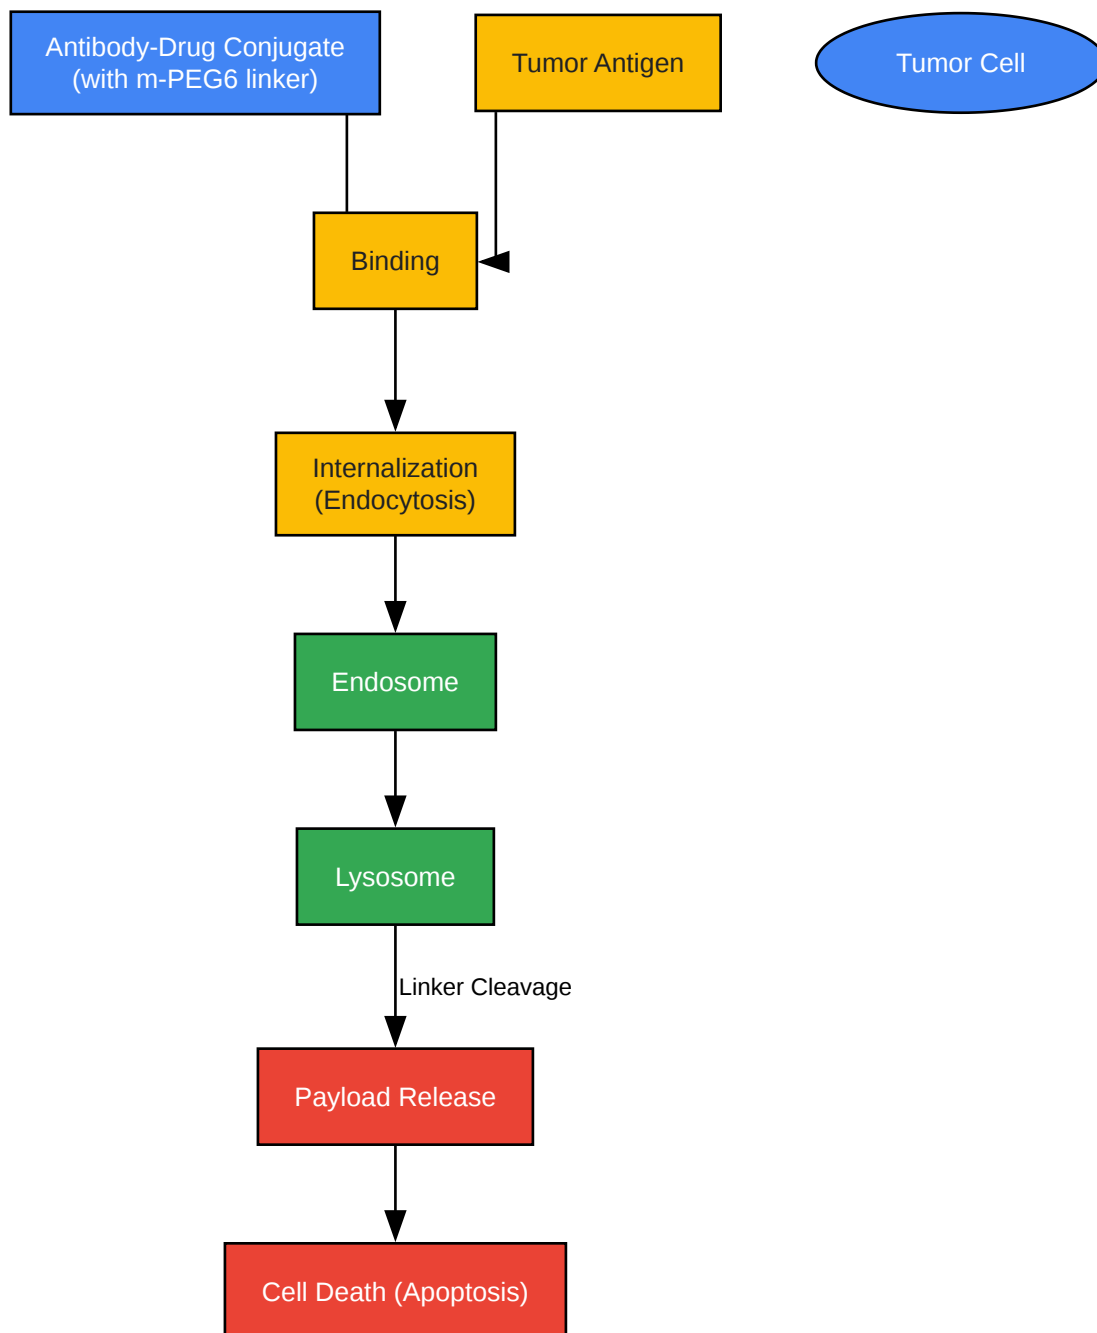 Antibody-Drug Conjugate
(with m-PEG6 linker)
Tumor Antigen
Tumor Cell
Binding
Internalization
(Endocytosis)
Endosome
Lysosome
Linker Cleavage
Payload Release
Cell Death (Apoptosis)